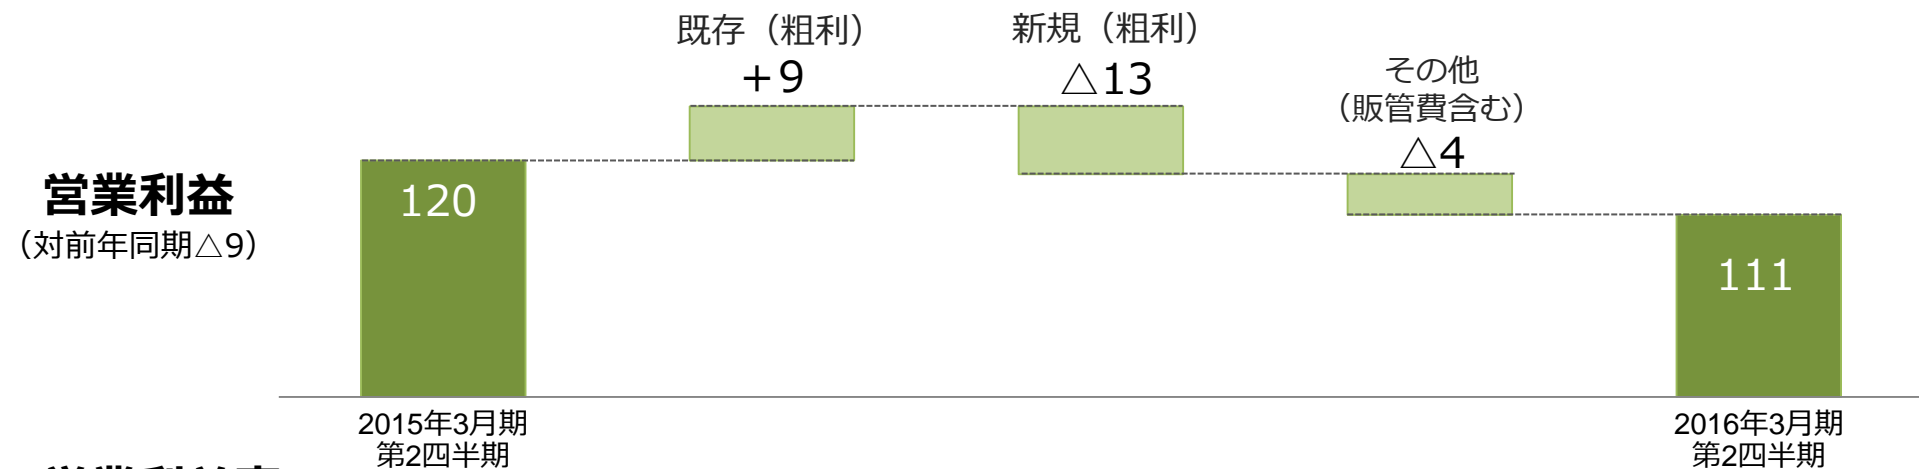 既存（粗利）
＋9
新規（粗利）
△13
その他
（販管費含む）
△4
営業利益
（対前年同期△9）
120
111
2015年3月期
第2四半期
2016年3月期
第2四半期